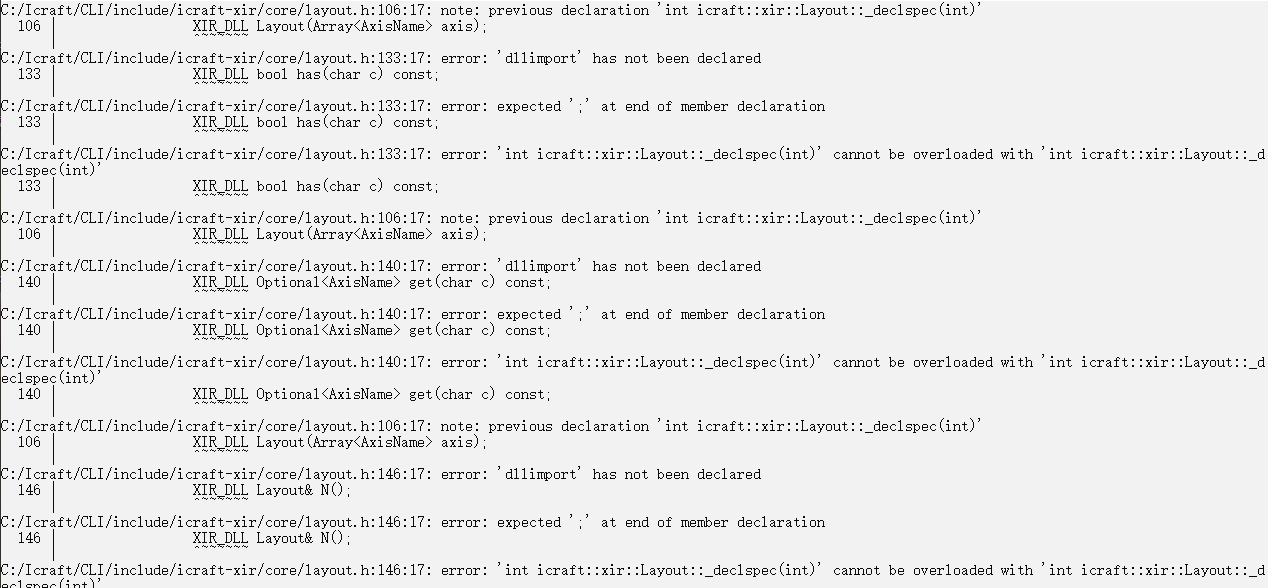 C:/Icraft/CLI/include/icraft-xir/core/layout.h:106:17: note: previous declaration 'int icraft::xir::Layout::_declspec(int)'
106 | XIR_DLL Layout(Array<AxisName> axis);
| ^~~~~~~
C:/Icraft/CLI/include/icraft-xir/core/layout.h:133:17: error: 'dllimport' has not been declared
133 | XIR_DLL bool has(char c) const;
| ^~~~~~~
C:/Icraft/CLI/include/icraft-xir/core/layout.h:133:17: error: expected ';' at end of member declaration
133 | XIR_DLL bool has(char c) const;
| ^~~~~~~
C:/Icraft/CLI/include/icraft-xir/core/layout.h:133:17: error: 'int icraft::xir::Layout::_declspec(int)' cannot be overloaded with 'int icraft::xir::Layout::_d
eclspec(int)'
133 | XIR_DLL bool has(char c) const;
| ^~~~~~~
C:/Icraft/CLI/include/icraft-xir/core/layout.h:106:17: note: previous declaration 'int icraft::xir::Layout::_declspec(int)'
106 | XIR_DLL Layout(Array<AxisName> axis);
| ^~~~~~~
C:/Icraft/CLI/include/icraft-xir/core/layout.h:140:17: error: 'dllimport' has not been declared
140 | XIR_DLL Optional<AxisName> get(char c) const;
| ^~~~~~~
C:/Icraft/CLI/include/icraft-xir/core/layout.h:140:17: error: expected ';' at end of member declaration
140 | XIR_DLL Optional<AxisName> get(char c) const;
| ^~~~~~~
C:/Icraft/CLI/include/icraft-xir/core/layout.h:140:17: error: 'int icraft::xir::Layout::_declspec(int)' cannot be overloaded with 'int icraft::xir::Layout::_d
eclspec(int)'
140 | XIR_DLL Optional<AxisName> get(char c) const;
| ^~~~~~~
C:/Icraft/CLI/include/icraft-xir/core/layout.h:106:17: note: previous declaration 'int icraft::xir::Layout::_declspec(int)'
106 | XIR_DLL Layout(Array<AxisName> axis);
| ^~~~~~~
C:/Icraft/CLI/include/icraft-xir/core/layout.h:146:17: error: 'dllimport' has not been declared
146 | XIR_DLL Layout& N();
| ^~~~~~~
C:/Icraft/CLI/include/icraft-xir/core/layout.h:146:17: error: expected ';' at end of member declaration
146 | XIR_DLL Layout& N();
| ^~~~~~~
C:/Icraft/CLI/include/icraft-xir/core/layout.h:146:17: error: 'int icraft::xir::Layout::_declspec(int)' cannot be overloaded with 'int icraft::xir::Layout::_d
eclspec(int)'